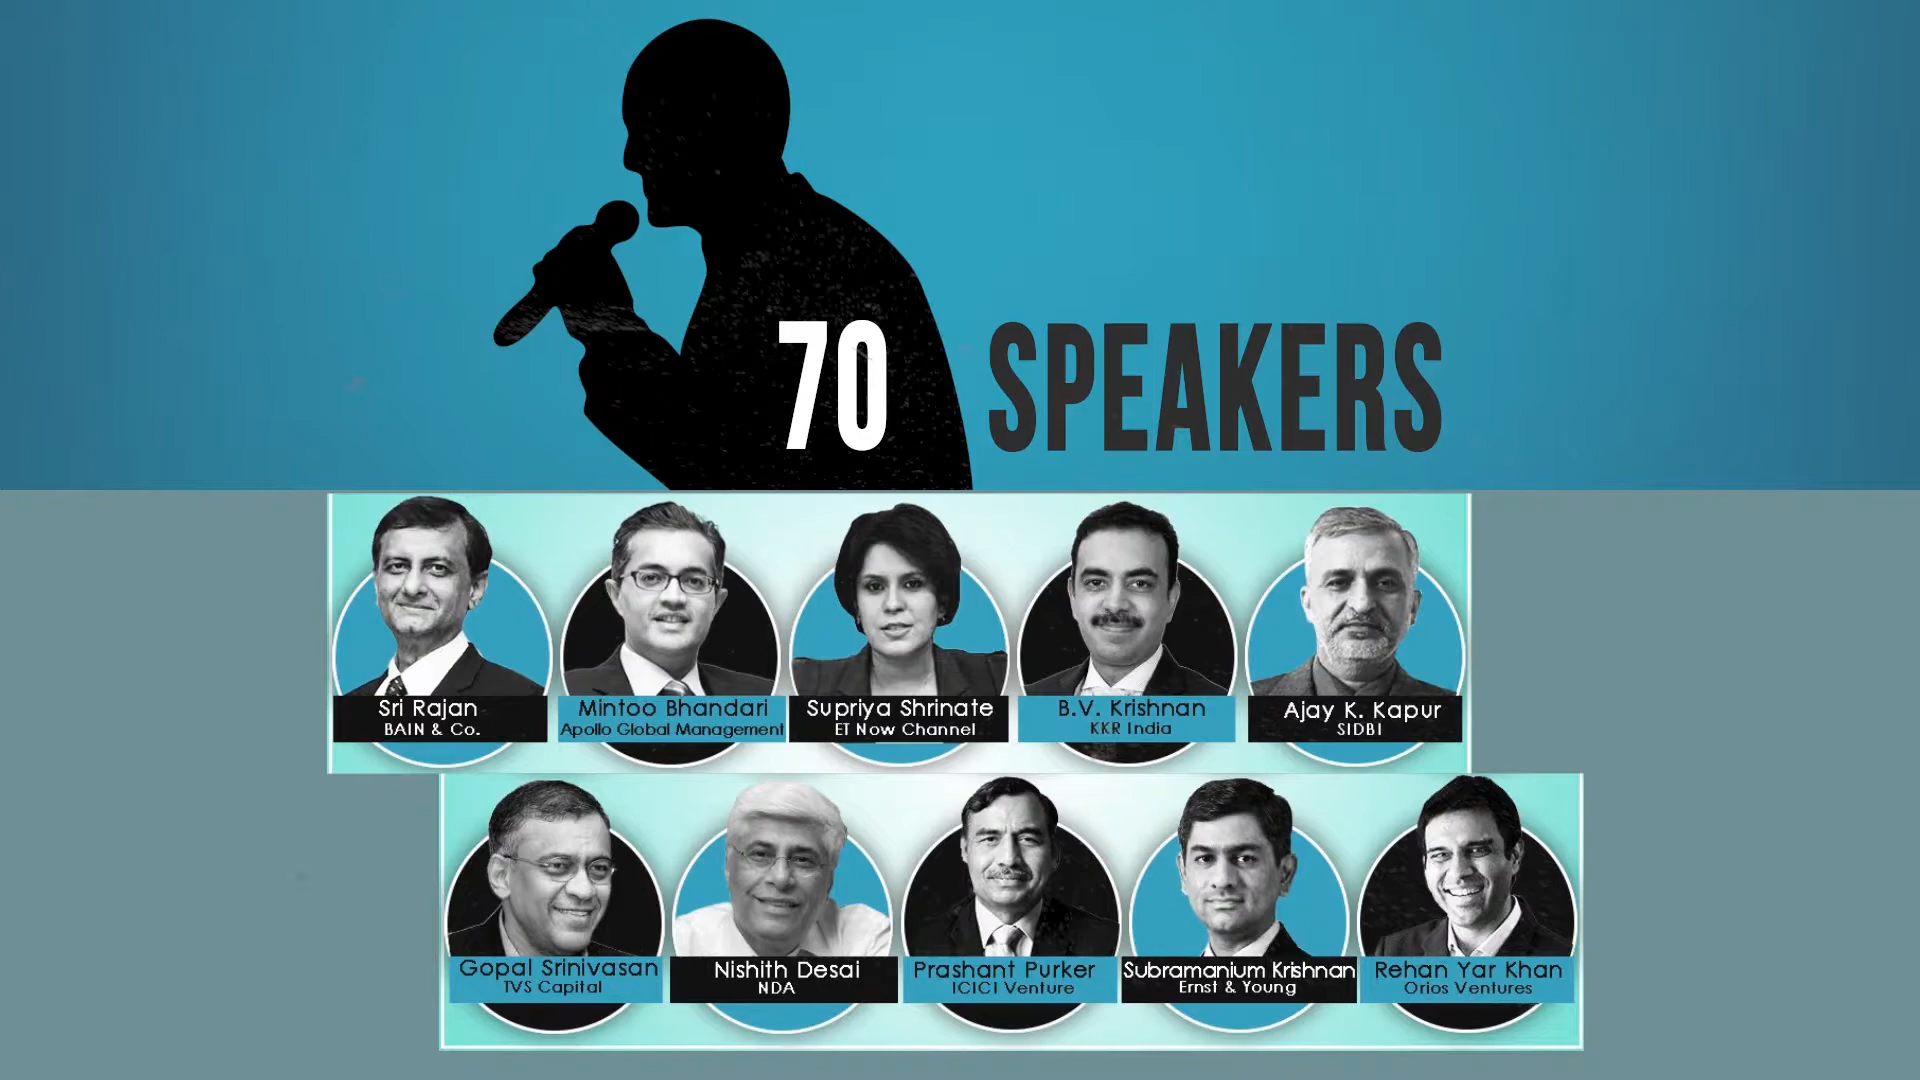 70 SPEAKERS
Sri Rajan
BAIN & Co.
Mintoo Bhandari
Apollo Global Management
Supriya Shrinate
ET Now Channel
B.V. Krishnan
KKR India
Ajay K. Kapur
SIDBI
Gopal Srinivasan
TVS Capital
Nishith Desai
NDA
Prashant Purker
ICICI Venture
Subramanium Krishnan
Ernst & Young
Rehan Yar Khan
Orios Ventures